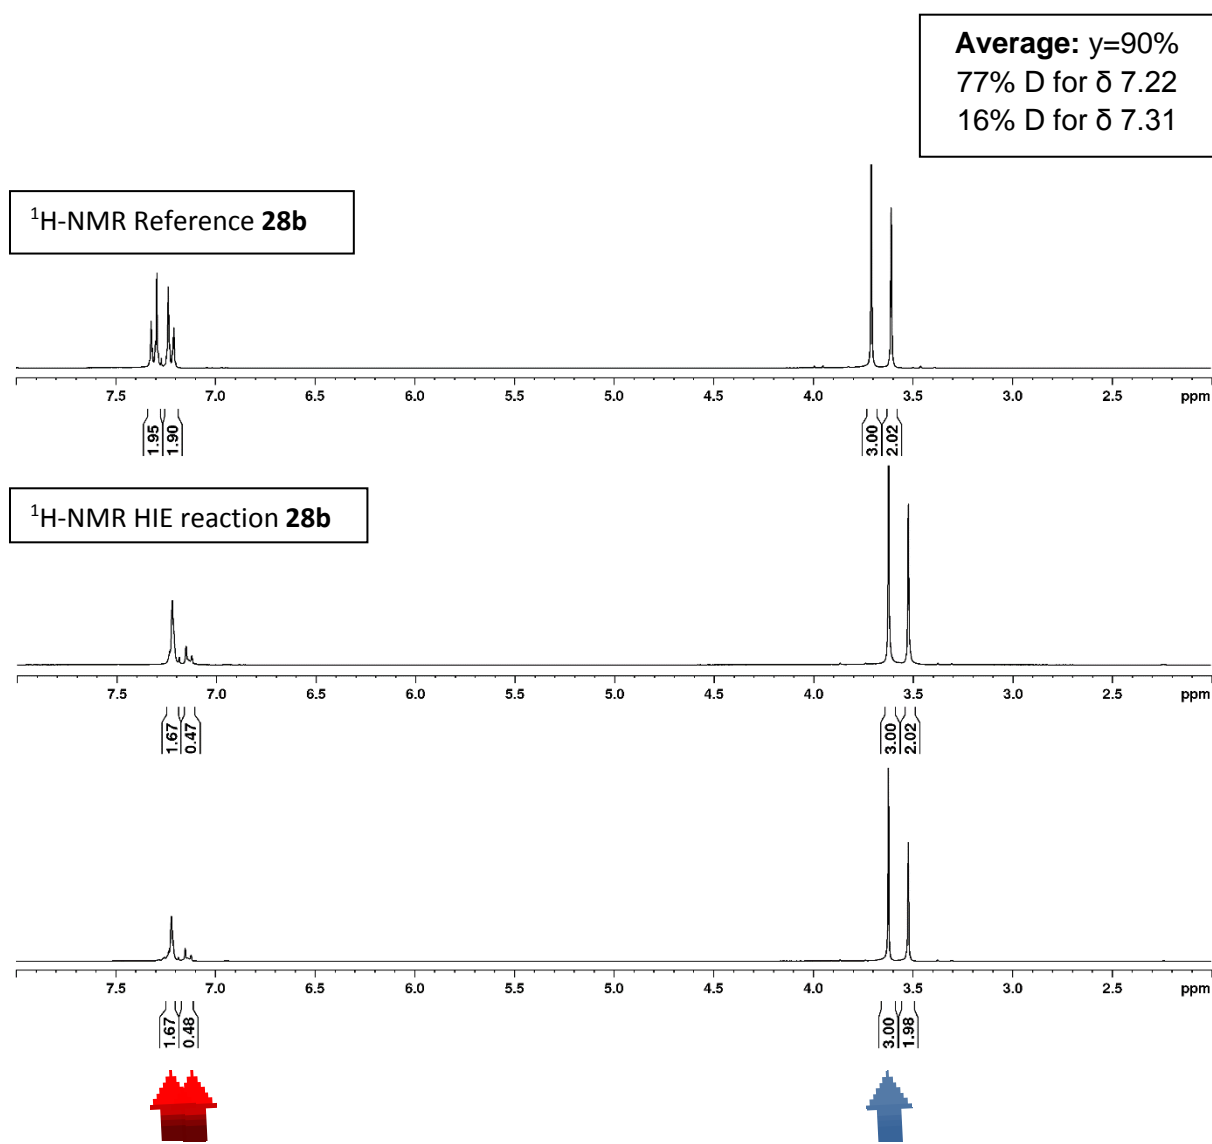 Average: y=90%
77% D for δ 7.22
16% D for δ 7.31
¹H-NMR Reference 28b
7.5 7.0 6.5 6.0 5.5 5.0 4.5 4.0 3.5 3.0 2.5 ppm
1.95 1.90 3.00 2.02
¹H-NMR HIE reaction 28b
7.5 7.0 6.5 6.0 5.5 5.0 4.5 4.0 3.5 3.0 2.5 ppm
1.67 0.47 3.00 2.02
7.5 7.0 6.5 6.0 5.5 5.0 4.5 4.0 3.5 3.0 2.5 ppm
1.67 0.48 3.00 1.98